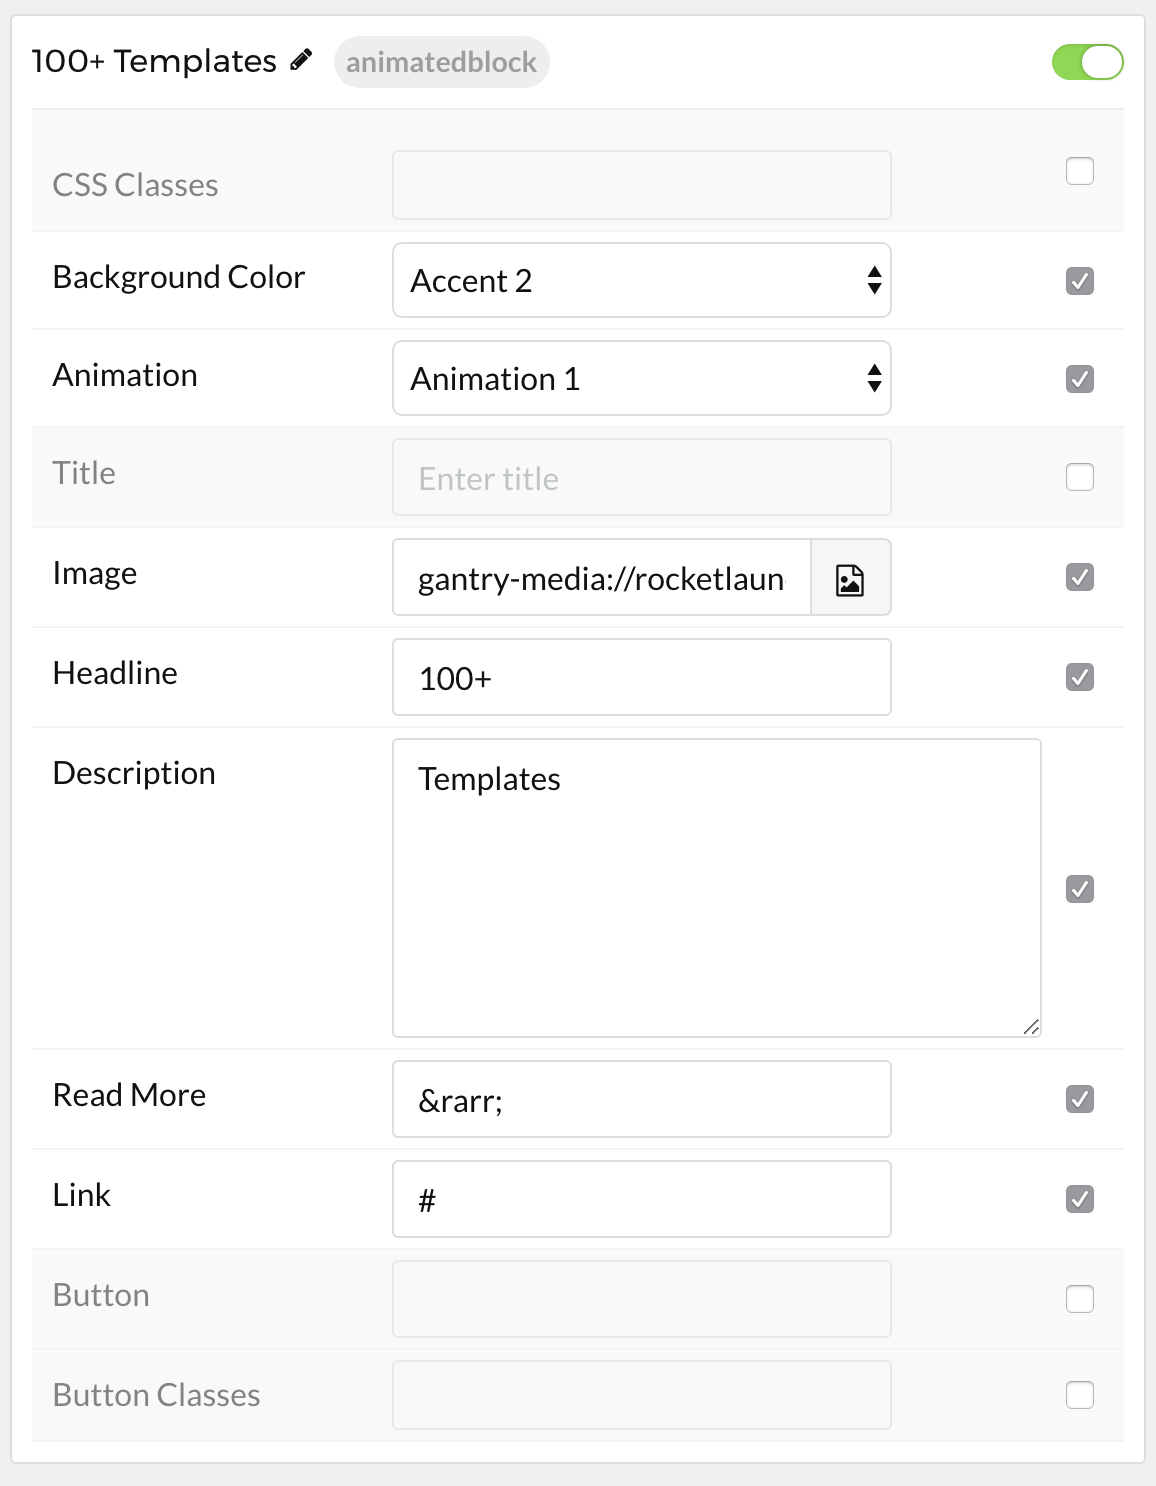 100+ Templates animatedblock
CSS Classes
Background Color Accent 2
Animation Animation 1
Title Enter title
Image gantry-media://rocketlaun
Headline 100+
Description Templates
Read More &rarr;
Link #
Button
Button Classes